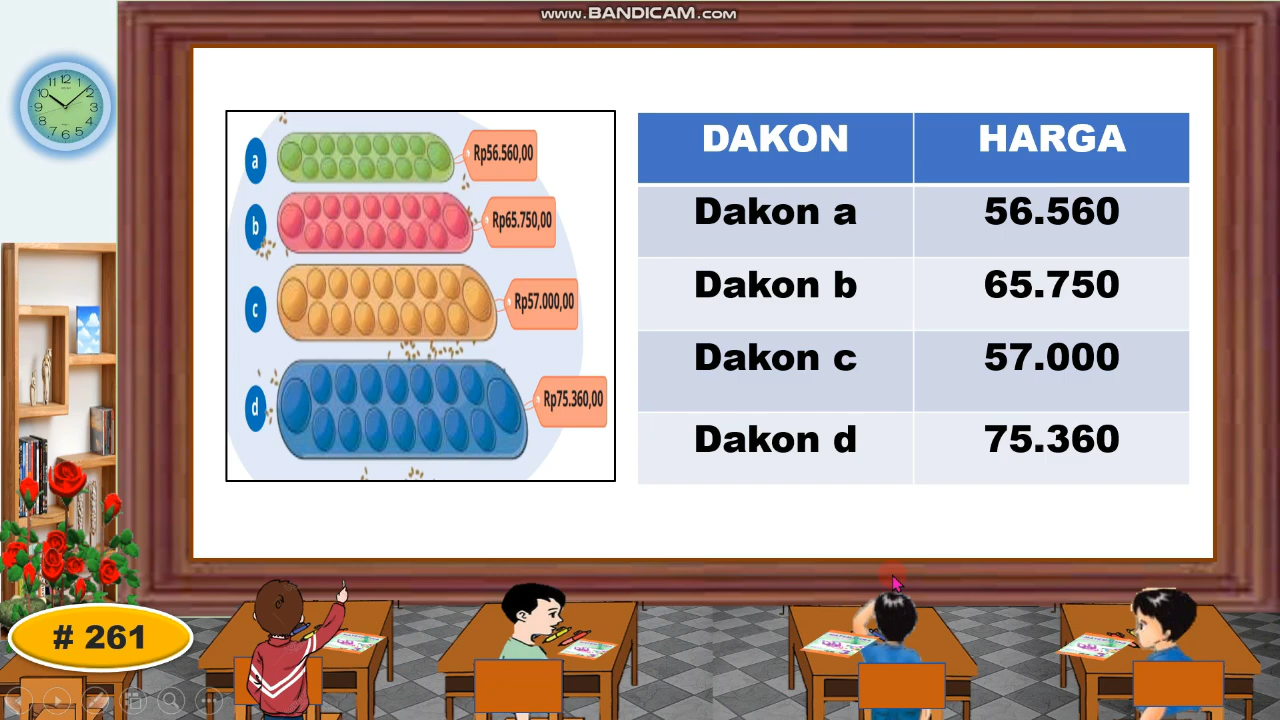 WWW.BANDICAM.COM
a
Rp56.560,00
b
Rp65.750,00
c
Rp57.000,00
d
Rp75.360,00
DAKON HARGA
Dakon a 56.560
Dakon b 65.750
Dakon c 57.000
Dakon d 75.360
# 261